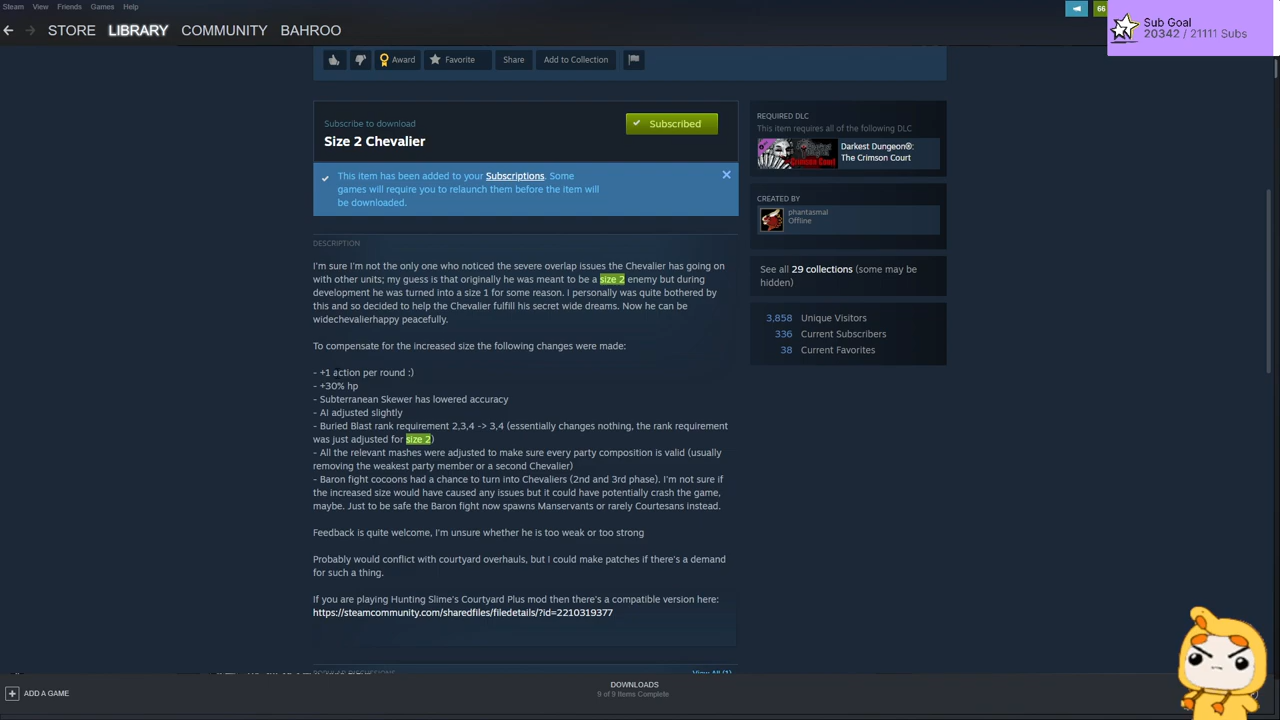 Steam View Friends Games Help
66
Sub Goal
20342 / 21111 Subs
STORE LIBRARY COMMUNITY BAHROO
Award Favorite Share Add to Collection
Subscribe to download
Size 2 Chevalier
Subscribed
This item has been added to your Subscriptions. Some
games will require you to relaunch them before the item will
be downloaded.
DESCRIPTION
I'm sure I'm not the only one who noticed the severe overlap issues the Chevalier has going on
with other units; my guess is that originally he was meant to be a size 2 enemy but during
development he was turned into a size 1 for some reason. I personally was quite bothered by
this and so decided to help the Chevalier fulfill his secret wide dreams. Now he can be
widechevalierhappy peacefully.
To compensate for the increased size the following changes were made:
- +1 action per round :)
- +30% hp
- Subterranean Skewer has lowered accuracy
- AI adjusted slightly
- Buried Blast rank requirement 2,3,4 -> 3,4 (essentially changes nothing, the rank requirement
was just adjusted for size 2)
- All the relevant mashes were adjusted to make sure every party composition is valid (usually
removing the weakest party member or a second Chevalier)
- Baron fight cocoons had a chance to turn into Chevaliers (2nd and 3rd phase). I'm not sure if
the increased size would have caused any issues but it could have potentially crash the game,
maybe. Just to be safe the Baron fight now spawns Manservants or rarely Courtesans instead.
Feedback is quite welcome, I'm unsure whether he is too weak or too strong
Probably would conflict with courtyard overhauls, but I could make patches if there's a demand
for such a thing.
If you are playing Hunting Slime's Courtyard Plus mod then there's a compatible version here:
https://steamcommunity.com/sharedfiles/filedetails/?id=2210319377
REQUIRED DLC
This item requires all of the following DLC
Darkest Dungeon®:
The Crimson Court
CREATED BY
phantasmal
Offline
See all 29 collections (some may be
hidden)
3,858 Unique Visitors
336 Current Subscribers
38 Current Favorites
View All (1)
ADD A GAME
DOWNLOADS
9 of 9 Items Complete